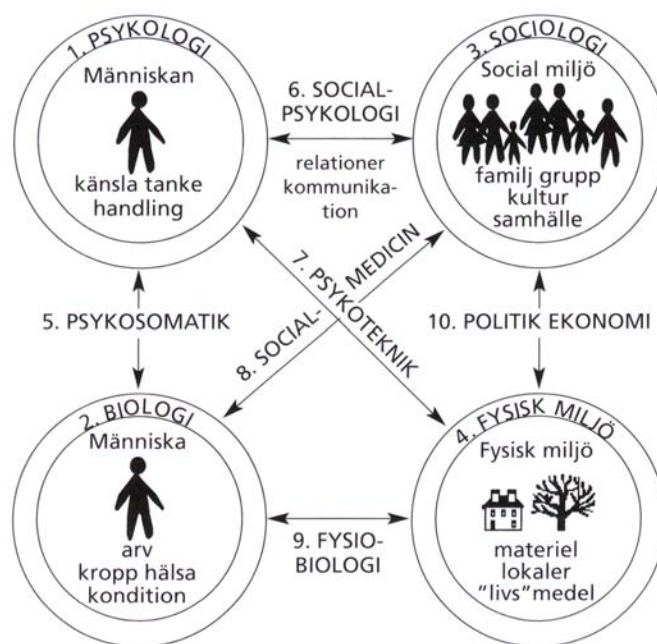 1. PSYKOLOGI
Människan
känsla tanke
handling
6. SOCIAL-
PSYKOLOGI
relationer
kommunika-
tion
3. SOCIOLOGI
Social miljö
familj grupp
kultur
samhälle
5. PSYKOSOMATIK
7. PSYKOTEKNIK
8. SOCIAL- MEDICIN
10. POLITIK EKONOMI
2. BIOLOGI
Människa
arv
kropp hälsa
kondition
9. FYSIO-
BIOLOGI
4. FYSISK MILJÖ
Fysisk miljö
materiel
lokaler
”livs”medel